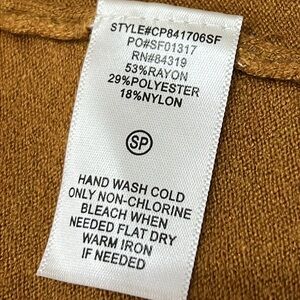 STYLE#CP841706SF
PO#SF01317
RN#84319
53%RAYON
29%POLYESTER
18%NYLON
SP
HAND WASH COLD
ONLY NON-CHLORINE
BLEACH WHEN
NEEDED FLAT DRY
WARM IRON
IF NEEDED